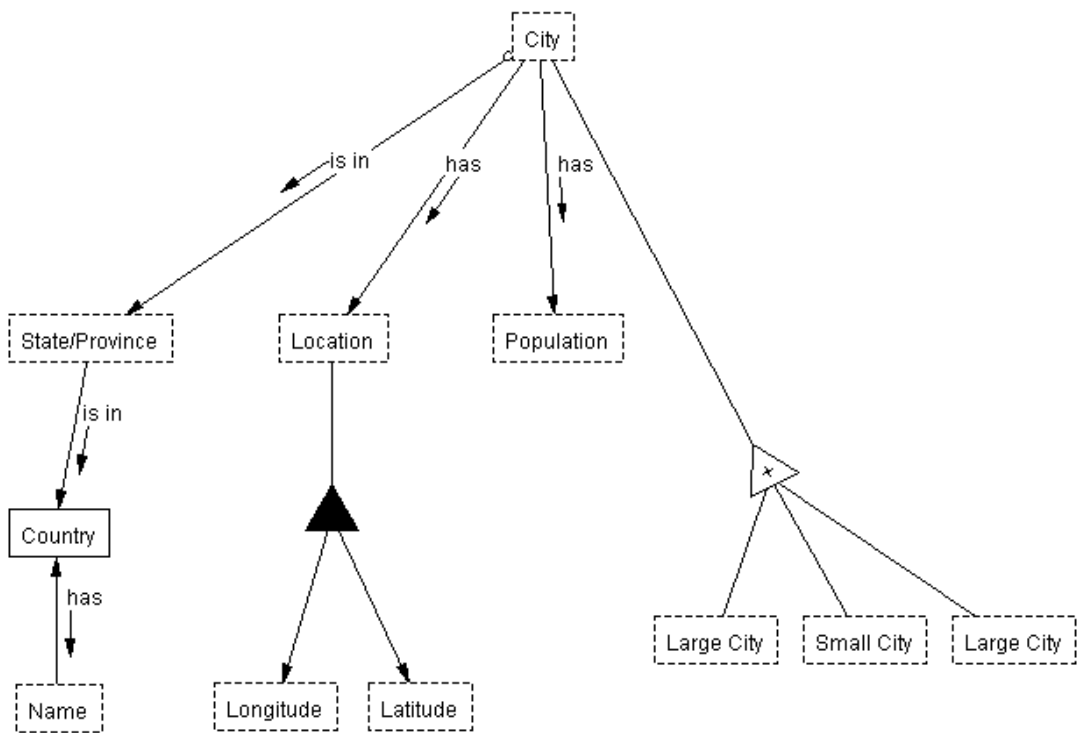 City
is in
has
has
State/Province
Location
Population
is in
x
Country
has
Large City
Small City
Large City
Name
Longitude
Latitude